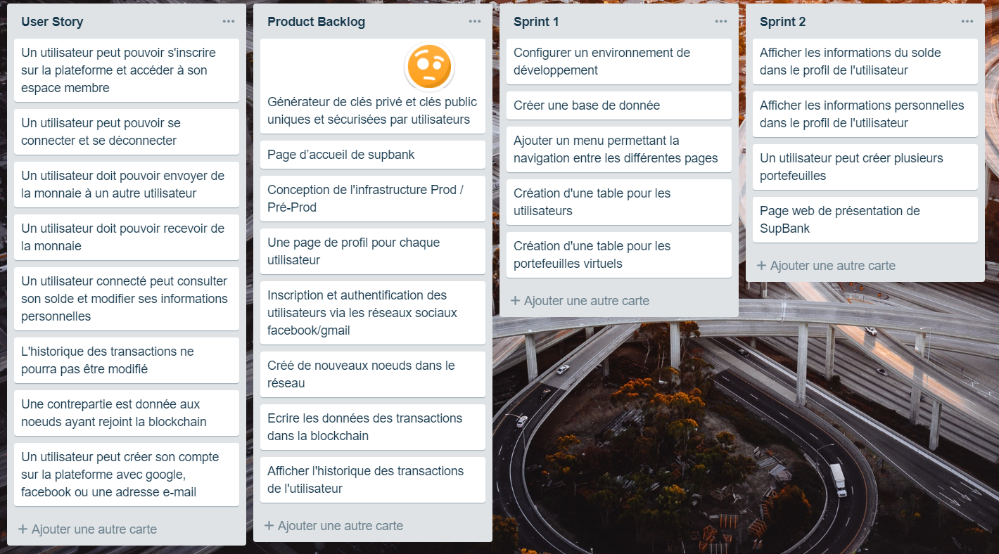 User Story
Un utilisateur peut pouvoir s'inscrire
sur la plateforme et accéder à son
espace membre
Un utilisateur peut pouvoir se
connecter et se déconnecter
Un utilisateur doit pouvoir envoyer de
la monnaie à un autre utilisateur
Un utilisateur doit pouvoir recevoir de
la monnaie
Un utilisateur connecté peut consulter
son solde et modifier ses informations
personnelles
L'historique des transactions ne
pourra pas être modifié
Une contrepartie est donnée aux
noeuds ayant rejoint la blockchain
Un utilisateur peut créer son compte
sur la plateforme avec google,
facebook ou une adresse e-mail
+ Ajouter une autre carte
Product Backlog
Générateur de clés privé et clés public
uniques et sécurisées par utilisateurs
Page d’accueil de supbank
Conception de l'infrastructure Prod /
Pré-Prod
Une page de profil pour chaque
utilisateur
Inscription et authentification des
utilisateurs via les réseaux sociaux
facebook/gmail
Créé de nouveaux noeuds dans le
réseau
Ecrire les données des transactions
dans la blockchain
Afficher l'historique des transactions
de l'utilisateur
+ Ajouter une autre carte
Sprint 1
Configurer un environnement de
développement
Créer une base de donnée
Ajouter un menu permettant la
navigation entre les différentes pages
Création d'une table pour les
utilisateurs
Création d'une table pour les
portefeuilles virtuels
+ Ajouter une autre carte
Sprint 2
Afficher les informations du solde
dans le profil de l'utilisateur
Afficher les informations personnelles
dans le profil de l'utilisateur
Un utilisateur peut créer plusieurs
portefeuilles
Page web de présentation de
SupBank
+ Ajouter une autre carte